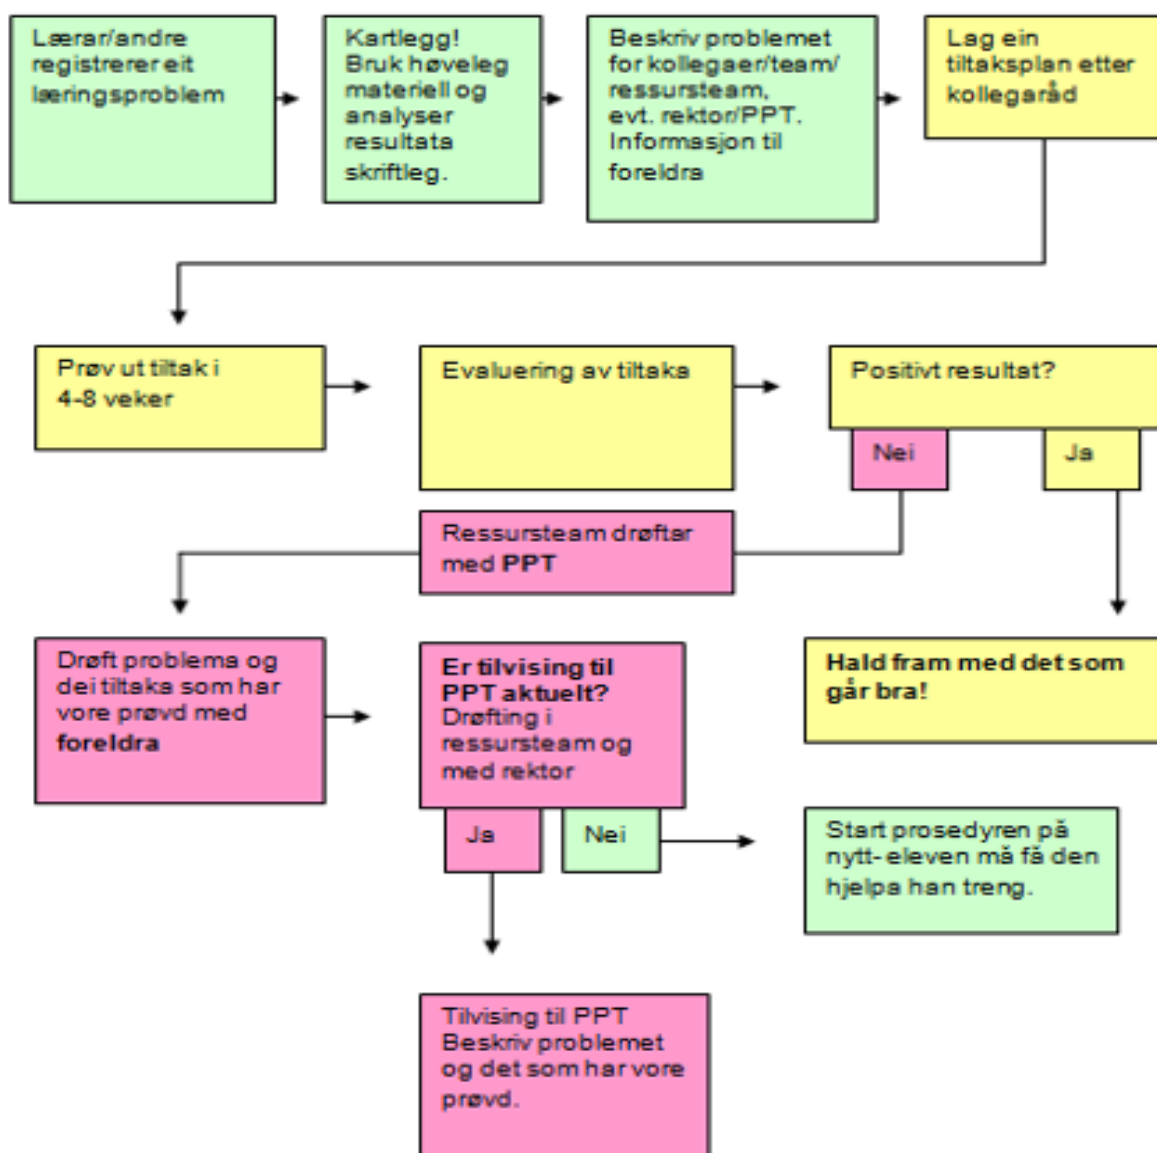 Lærar/andre
registrerer eit
læringsproblem
Kartlegg!
Bruk høveleg
materiell og
analyser
resultata
skriftleg.
Beskriv problemet
for kollegaer/team/
ressursteam,
evt. rektor/PPT.
Informasjon til
foreldra
Lag ein
tiltaksplan etter
kollegaråd
Prøv ut tiltak i
4-8 veker
Evaluering av tiltaka
Positivt resultat?
Nei
Ja
Ressursteam drøftar
med PPT
Drøft problema og
dei tiltaka som har
vore prøvd med
foreldra
Er tilvising til
PPT aktuelt?
Drøfting i
ressursteam og
med rektor
Ja
Nei
Hald fram med det som
går bra!
Start prosedyren på
nytt- eleven må få den
hjelpa han treng.
Tilvising til PPT
Beskriv problemet
og det som har vore
prøvd.